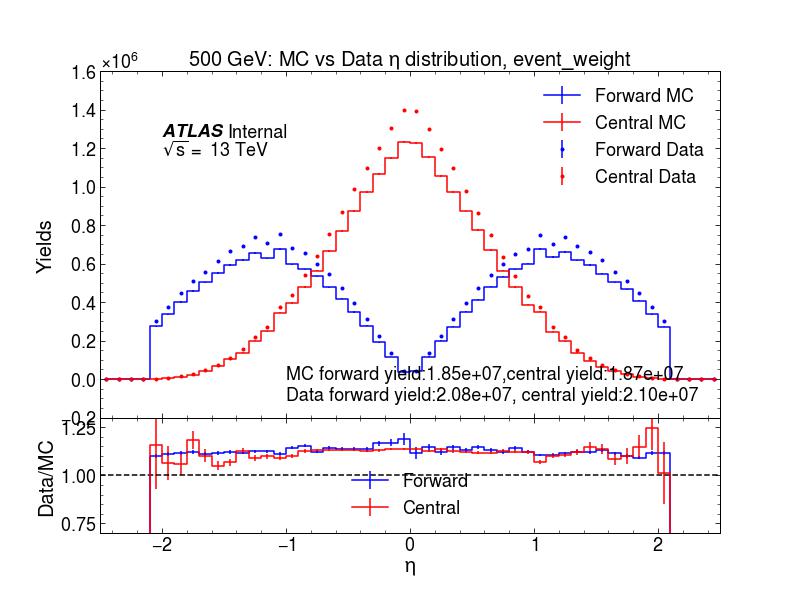 ×10⁶
500 GeV: MC vs Data η distribution, event_weight
1.6
1.4
1.2
1.0
0.8
0.6
0.4
0.2
0.0
0.2
Yields
ATLAS Internal
√s = 13 TeV
Forward MC
Central MC
Forward Data
Central Data
MC forward yield:1.85e+07,central yield:1.87e+07
Data forward yield:2.08e+07, central yield:2.10e+07
1.25
1.00
0.75
Data/MC
Forward
Central
−2
−1
0
1
2
η